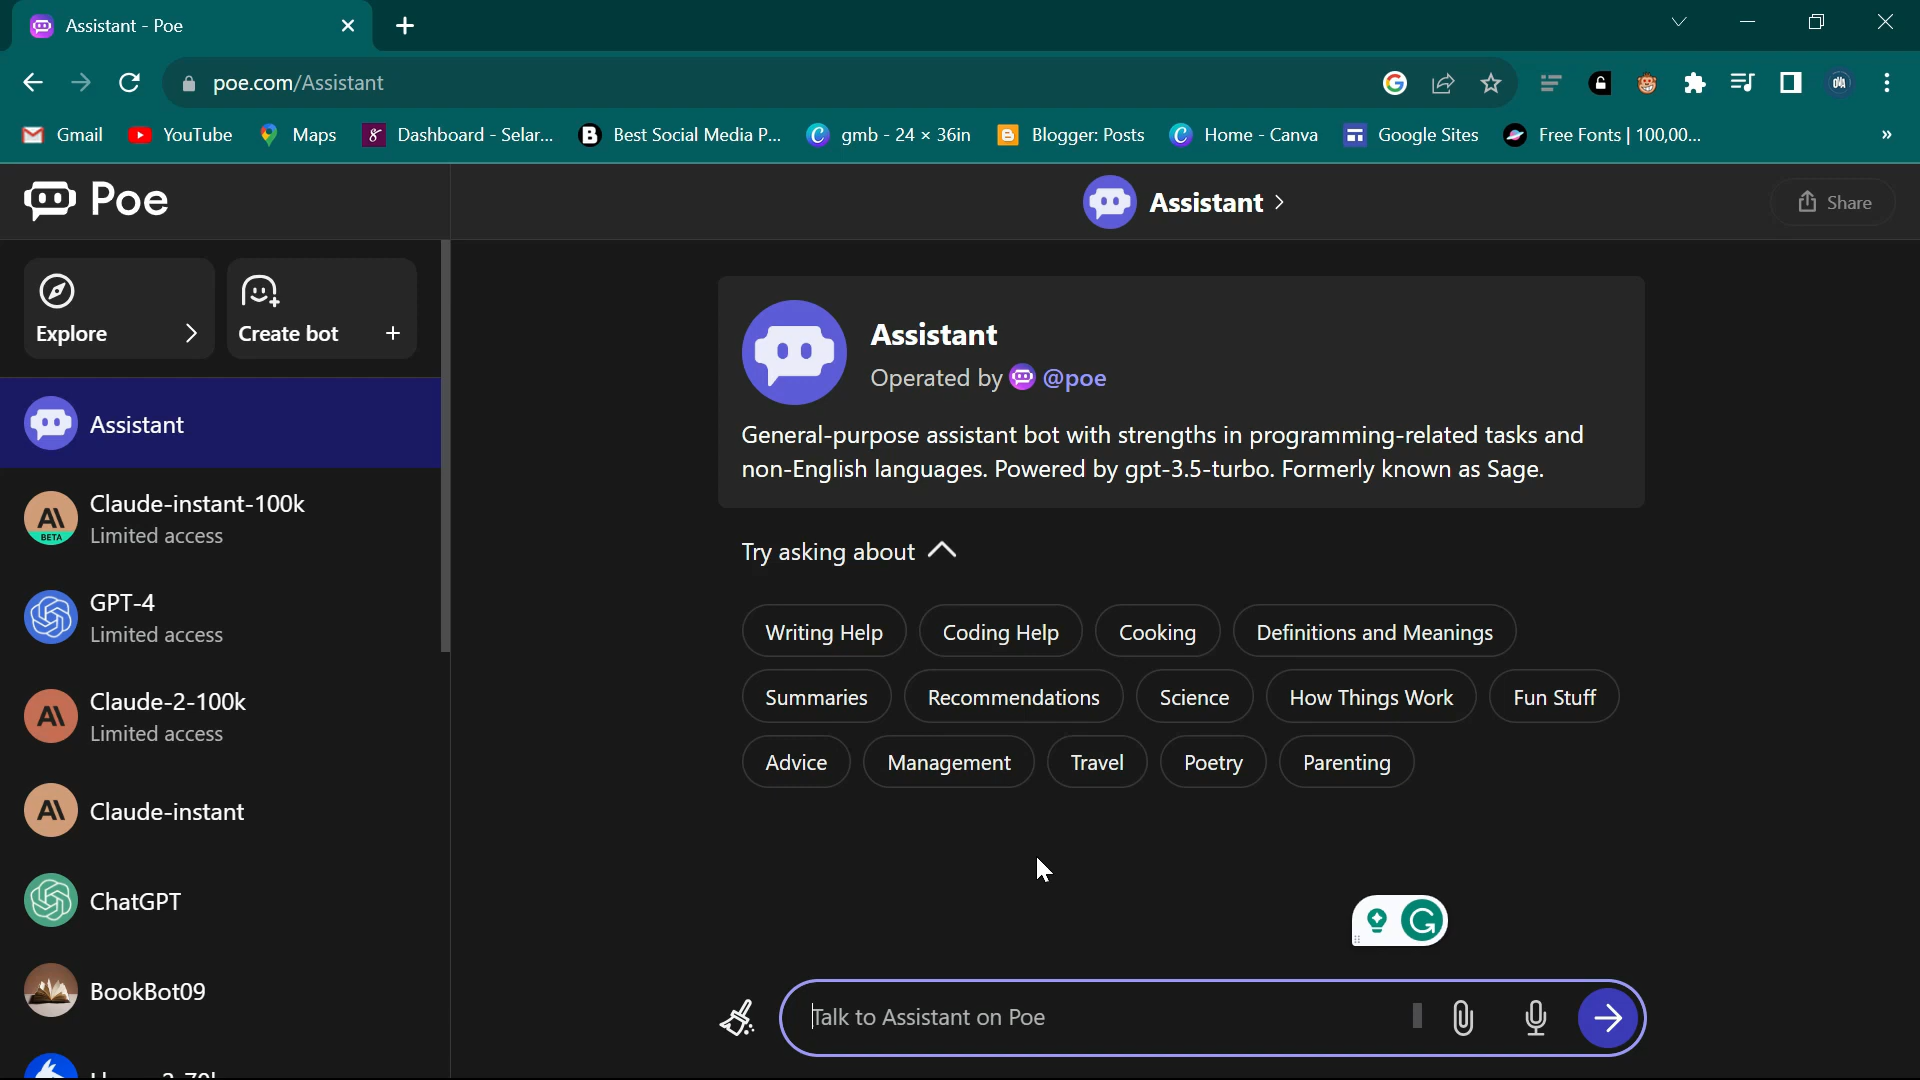 Assistant - Poe
poe.com/Assistant
Gmail YouTube Maps 8 Dashboard - Selar... B Best Social Media P... C gmb - 24 × 36in Blogger: Posts C Home - Canva Google Sites Free Fonts | 100,00... »
Poe
Assistant >
Share
Explore
Create bot +
Assistant
Claude-instant-100k
BETA
Limited access
GPT-4
Limited access
Claude-2-100k
Limited access
Claude-instant
ChatGPT
BookBot09
Assistant
Operated by @poe
General-purpose assistant bot with strengths in programming-related tasks and
non-English languages. Powered by gpt-3.5-turbo. Formerly known as Sage.
Try asking about
Writing Help Coding Help Cooking Definitions and Meanings
Summaries Recommendations Science How Things Work Fun Stuff
Advice Management Travel Poetry Parenting
Talk to Assistant on Poe